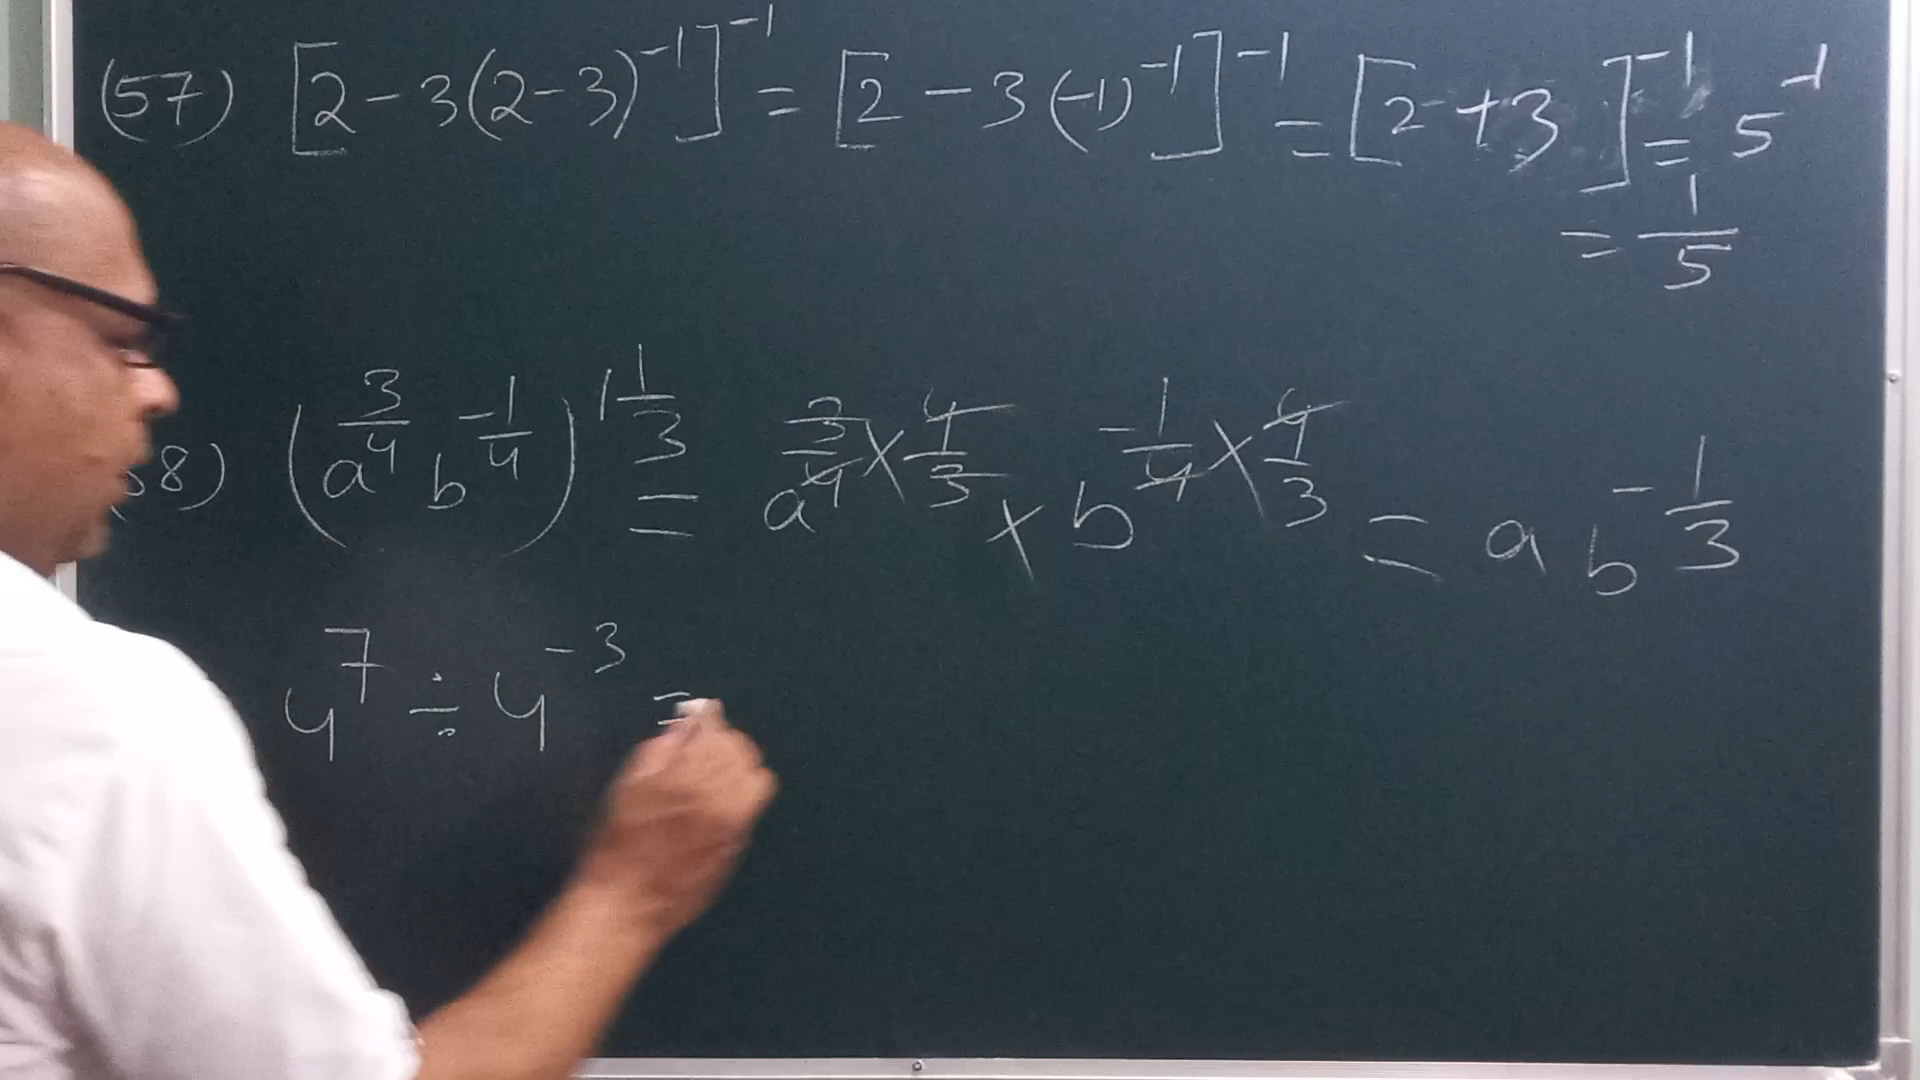 (57) [2-3(2-3)^-1]^-1 = [2-3(-1)^-1]^-1 = [2+3]^-1 = 5^-1
= 1/5
8) (a^3/4 b^-1/4)^1 1/3 = a^3/4 × 4/3 × b^-1/4 × 4/3 = a b^-1/3
4^7 ÷ 4^-3 =